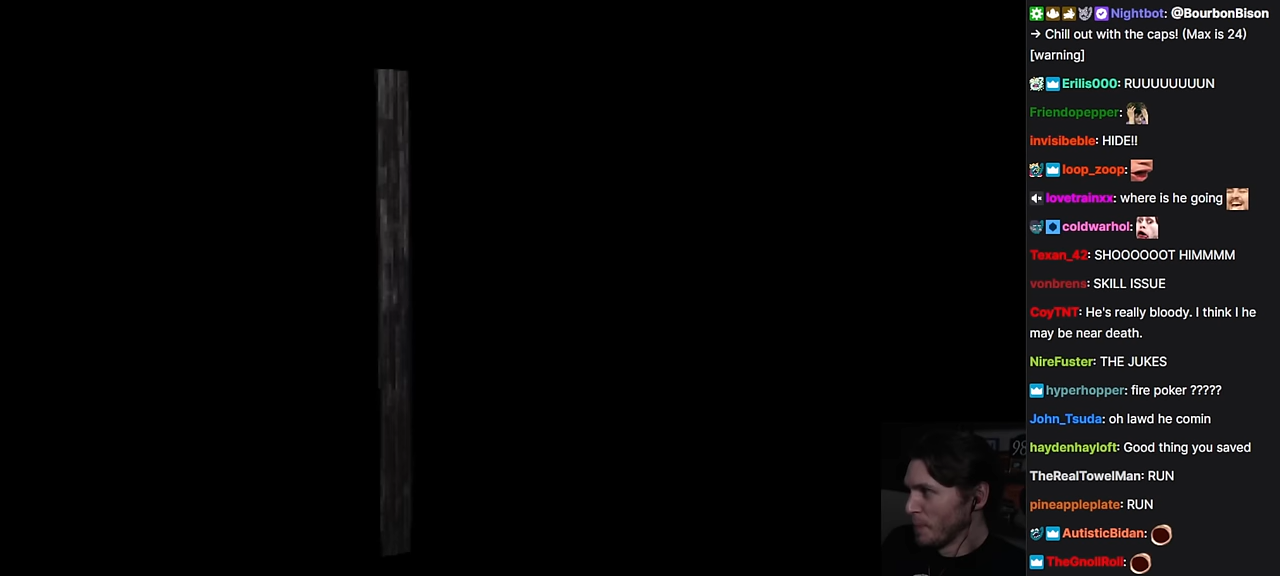 Nightbot: @BourbonBison
→ Chill out with the caps! (Max is 24)
[warning]
Erilis000: RUUUUUUUUN
Friendopepper:
invisibeble: HIDE!!
loop_zoop:
lovetrainxx: where is he going
coldwarhol:
Texan_42: SHOOOOOOT HIMMMM
vonbrens: SKILL ISSUE
CoyTNT: He's really bloody. I think I he
may be near death.
NireFuster: THE JUKES
hyperhopper: fire poker ?????
John_Tsuda: oh lawd he comin
haydenhayloft: Good thing you saved
TheRealTowelMan: RUN
pineappleplate: RUN
AutisticBidan:
TheGnollRoll:
98